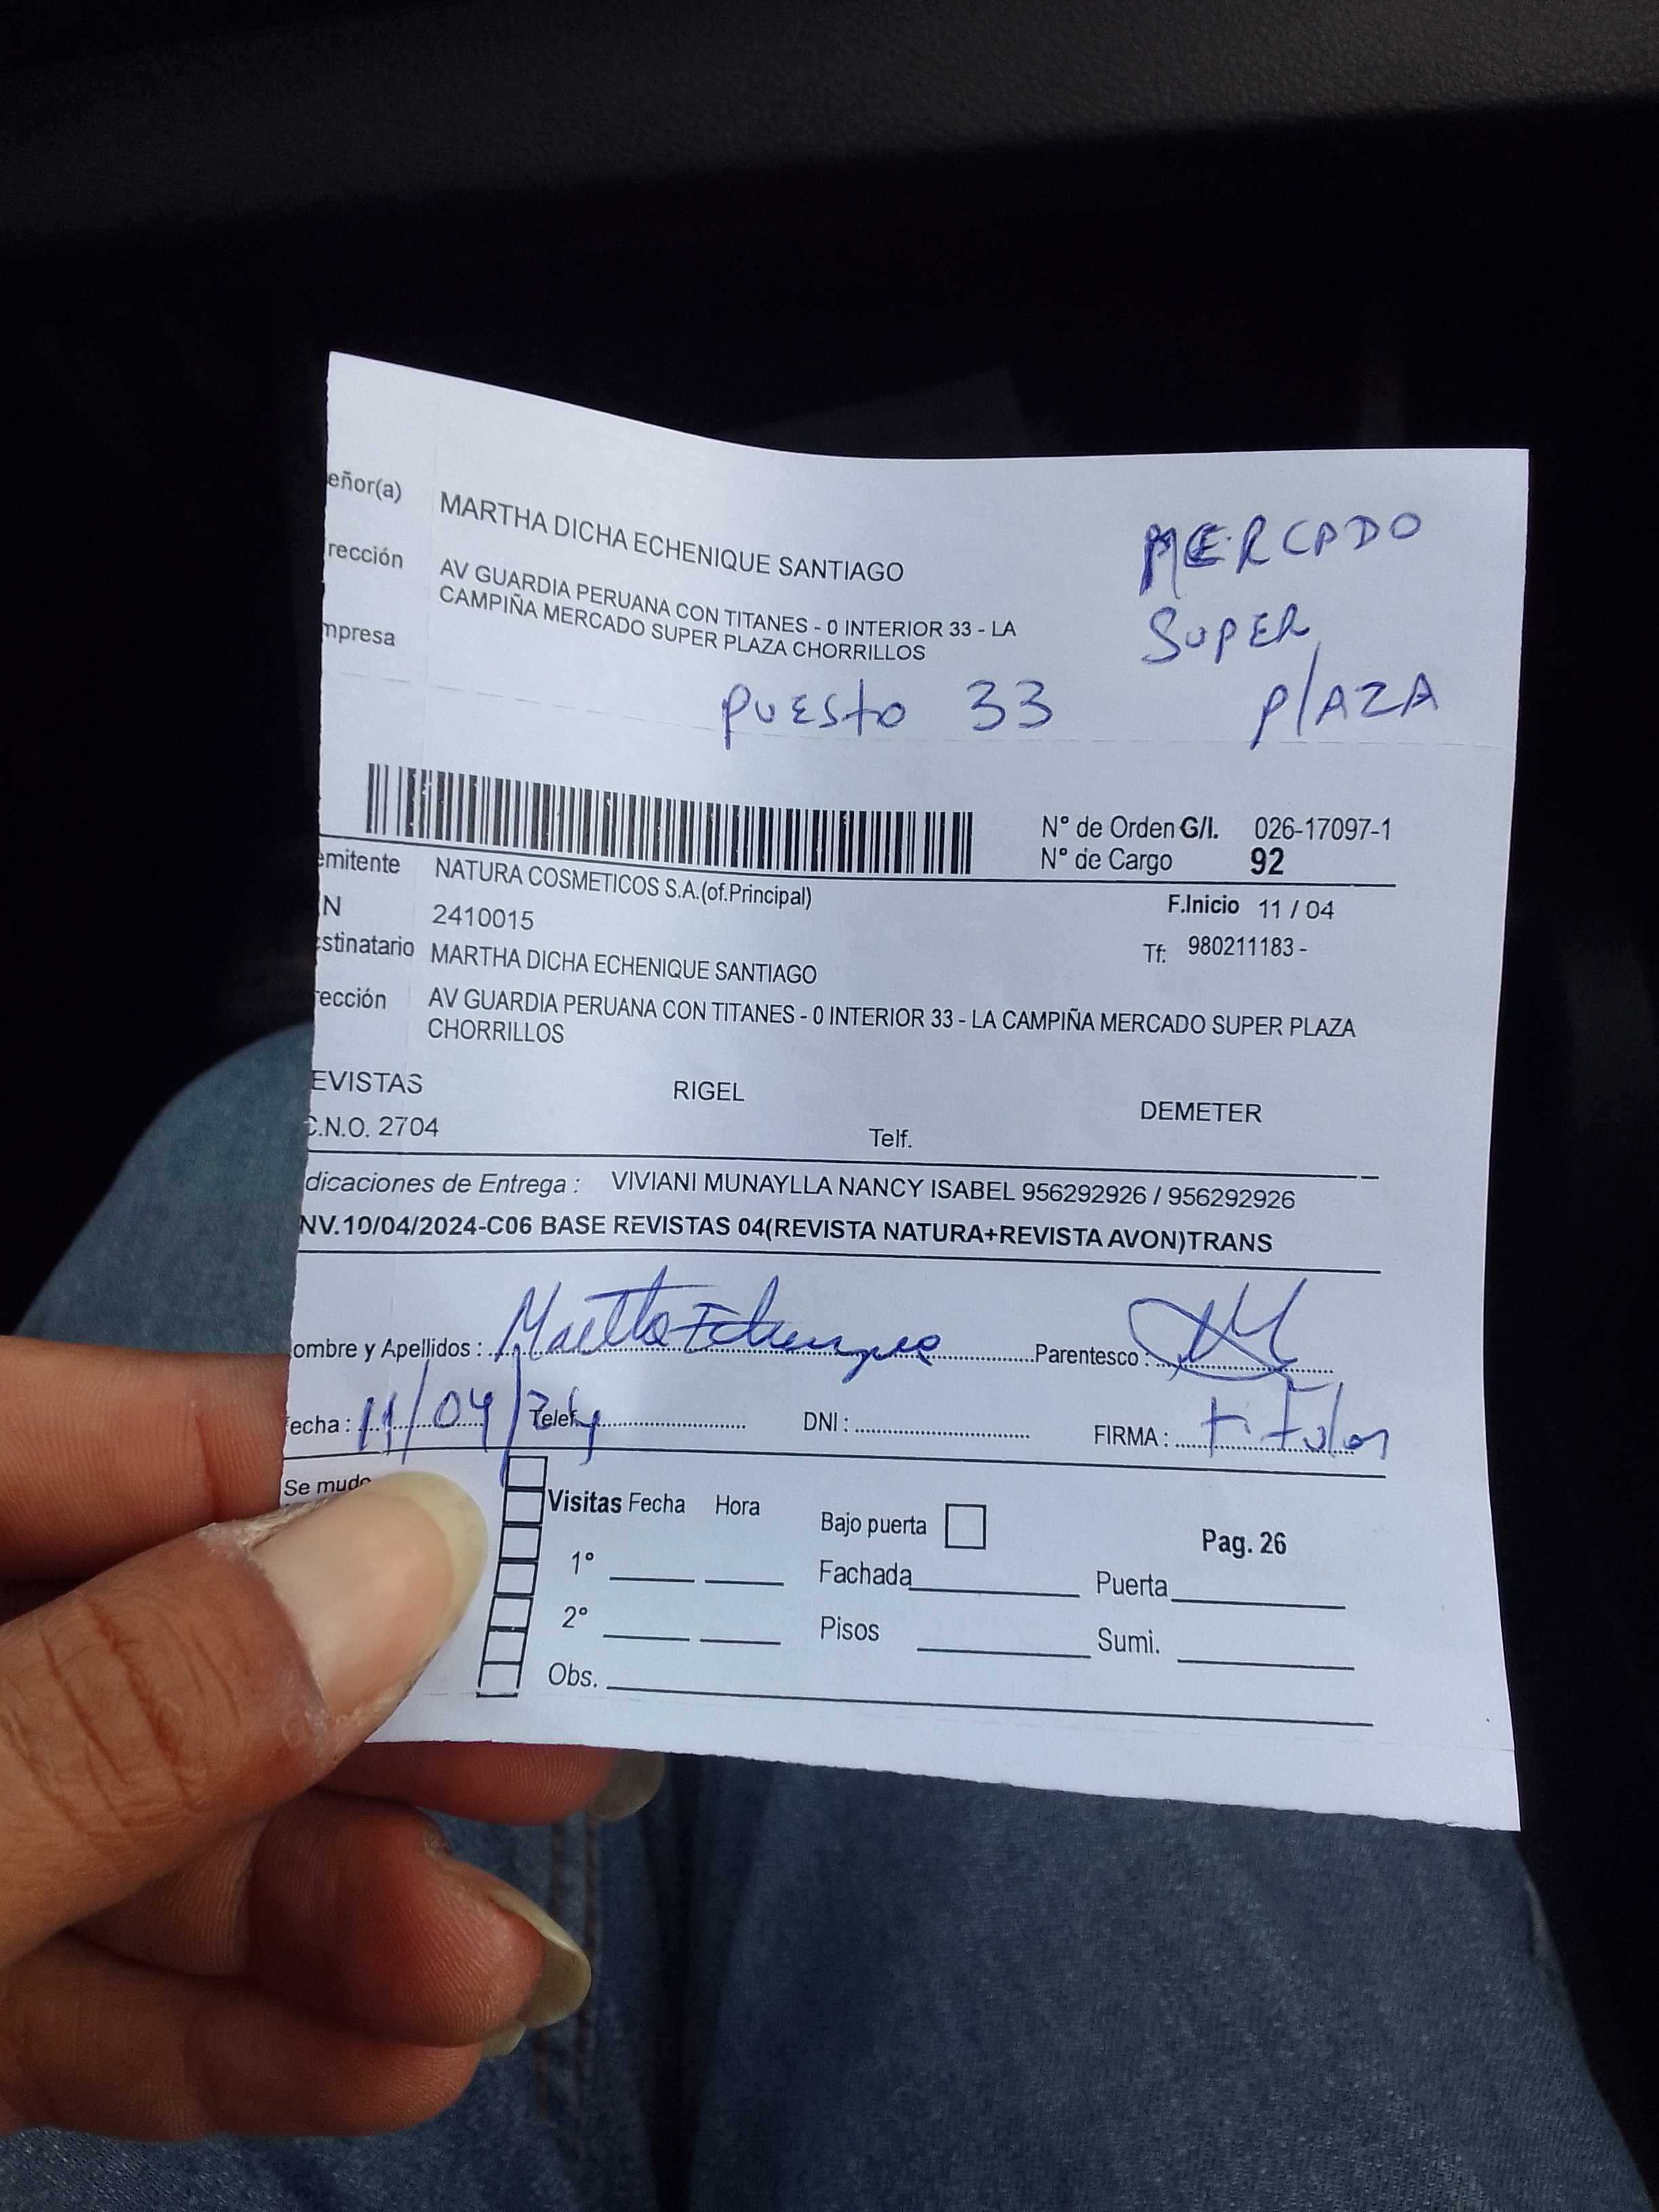 eñor(a) MARTHA DICHA ECHENIQUE SANTIAGO
MERCADO
SUPER
PLAZA
rección AV GUARDIA PERUANA CON TITANES - 0 INTERIOR 33 - LA
CAMPIÑA MERCADO SUPER PLAZA CHORRILLOS
mpresa
PUESTO 33
N° de Orden G/I. 026-17097-1
N° de Cargo 92
emitente NATURA COSMETICOS S.A.(of.Principal)
F.Inicio 11 / 04
N 2410015
Tf: 980211183 -
stinatario MARTHA DICHA ECHENIQUE SANTIAGO
rección AV GUARDIA PERUANA CON TITANES - 0 INTERIOR 33 - LA CAMPIÑA MERCADO SUPER PLAZA
CHORRILLOS
EVISTAS RIGEL DEMETER
C.N.O. 2704 Telf.
dicaciones de Entrega : VIVIANI MUNAYLLA NANCY ISABEL 956292926 / 956292926
NV.10/04/2024-C06 BASE REVISTAS 04(REVISTA NATURA+REVISTA AVON)TRANS
ombre y Apellidos : Martha Echenique Parentesco :
echa : 11/04/24 Telef. DNI : FIRMA : titular
Se mudo
Visitas Fecha Hora Bajo puerta Pag. 26
1° Fachada Puerta
2° Pisos Sumi.
Obs.